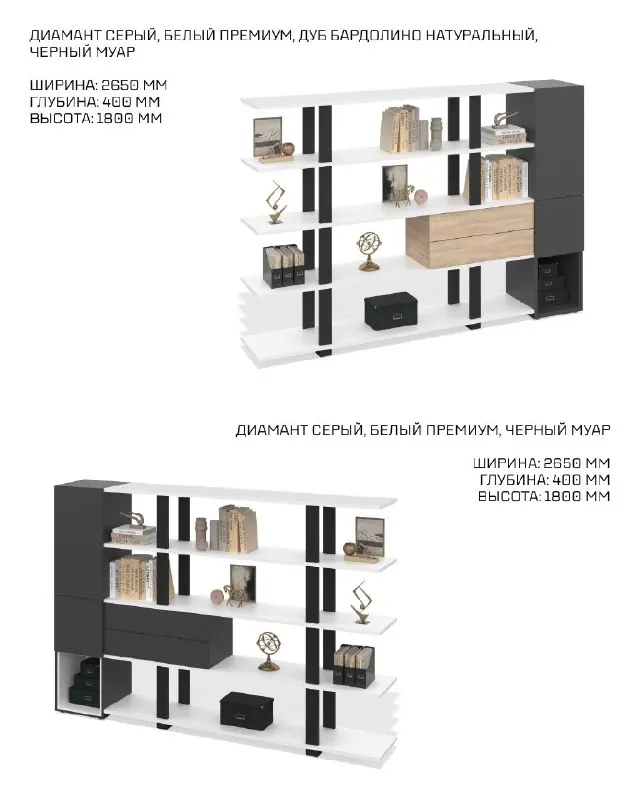 ДИАМАНТ СЕРЫЙ, БЕЛЫЙ ПРЕМИУМ, ДУБ БАРДОЛИНО НАТУРАЛЬНЫЙ,
ЧЕРНЫЙ МУАР
ШИРИНА: 2650 ММ
ГЛУБИНА: 400 ММ
ВЫСОТА: 1800 ММ
ДИАМАНТ СЕРЫЙ, БЕЛЫЙ ПРЕМИУМ, ЧЕРНЫЙ МУАР
ШИРИНА: 2650 ММ
ГЛУБИНА: 400 ММ
ВЫСОТА: 1800 ММ